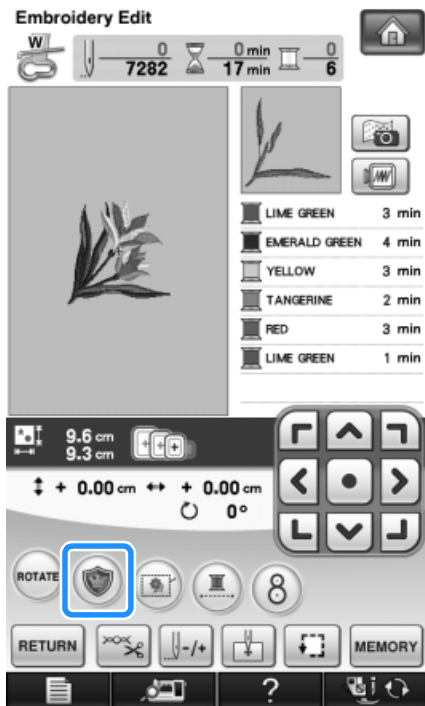 Embroidery Edit
W
0 0 min 0
7282 17 min 6
LIME GREEN 3 min
EMERALD GREEN 4 min
YELLOW 3 min
TANGERINE 2 min
RED 3 min
LIME GREEN 1 min
9.6 cm
9.3 cm
+ 0.00 cm + 0.00 cm
0°
ROTATE
8
RETURN -/+ MEMORY
?